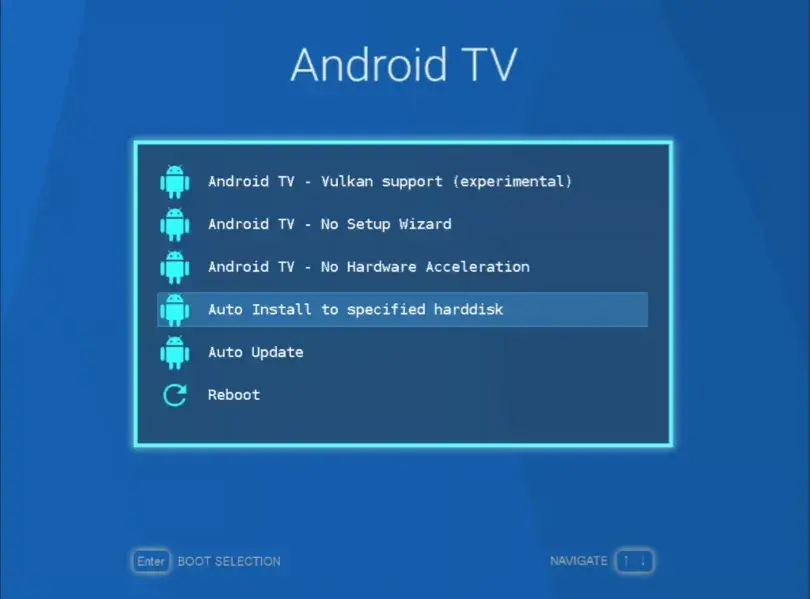 Android TV
Android TV - Vulkan support (experimental)
Android TV - No Setup Wizard
Android TV - No Hardware Acceleration
Auto Install to specified harddisk
Auto Update
Reboot
Enter BOOT SELECTION
NAVIGATE ↑ ↓